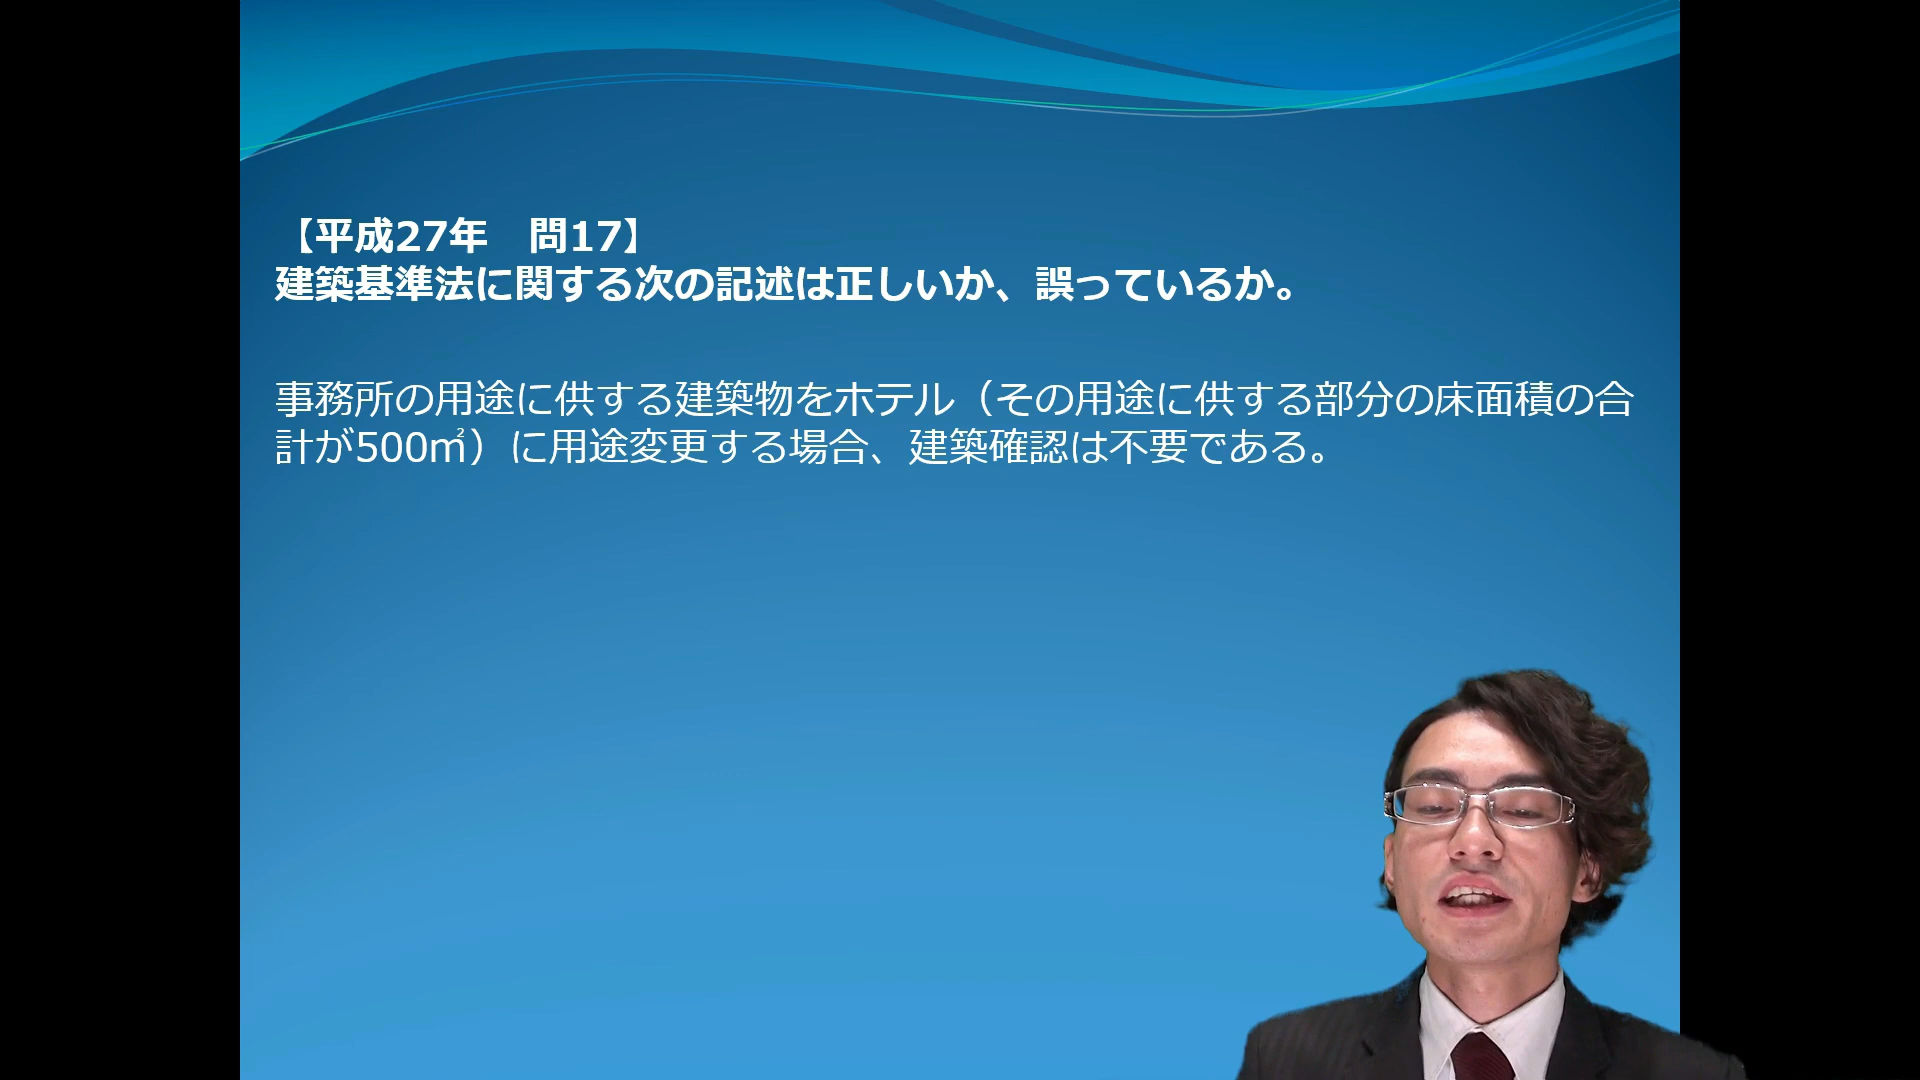 【平成27年　問17】
建築基準法に関する次の記述は正しいか、誤っているか。
事務所の用途に供する建築物をホテル（その用途に供する部分の床面積の合
計が500㎡）に用途変更する場合、建築確認は不要である。